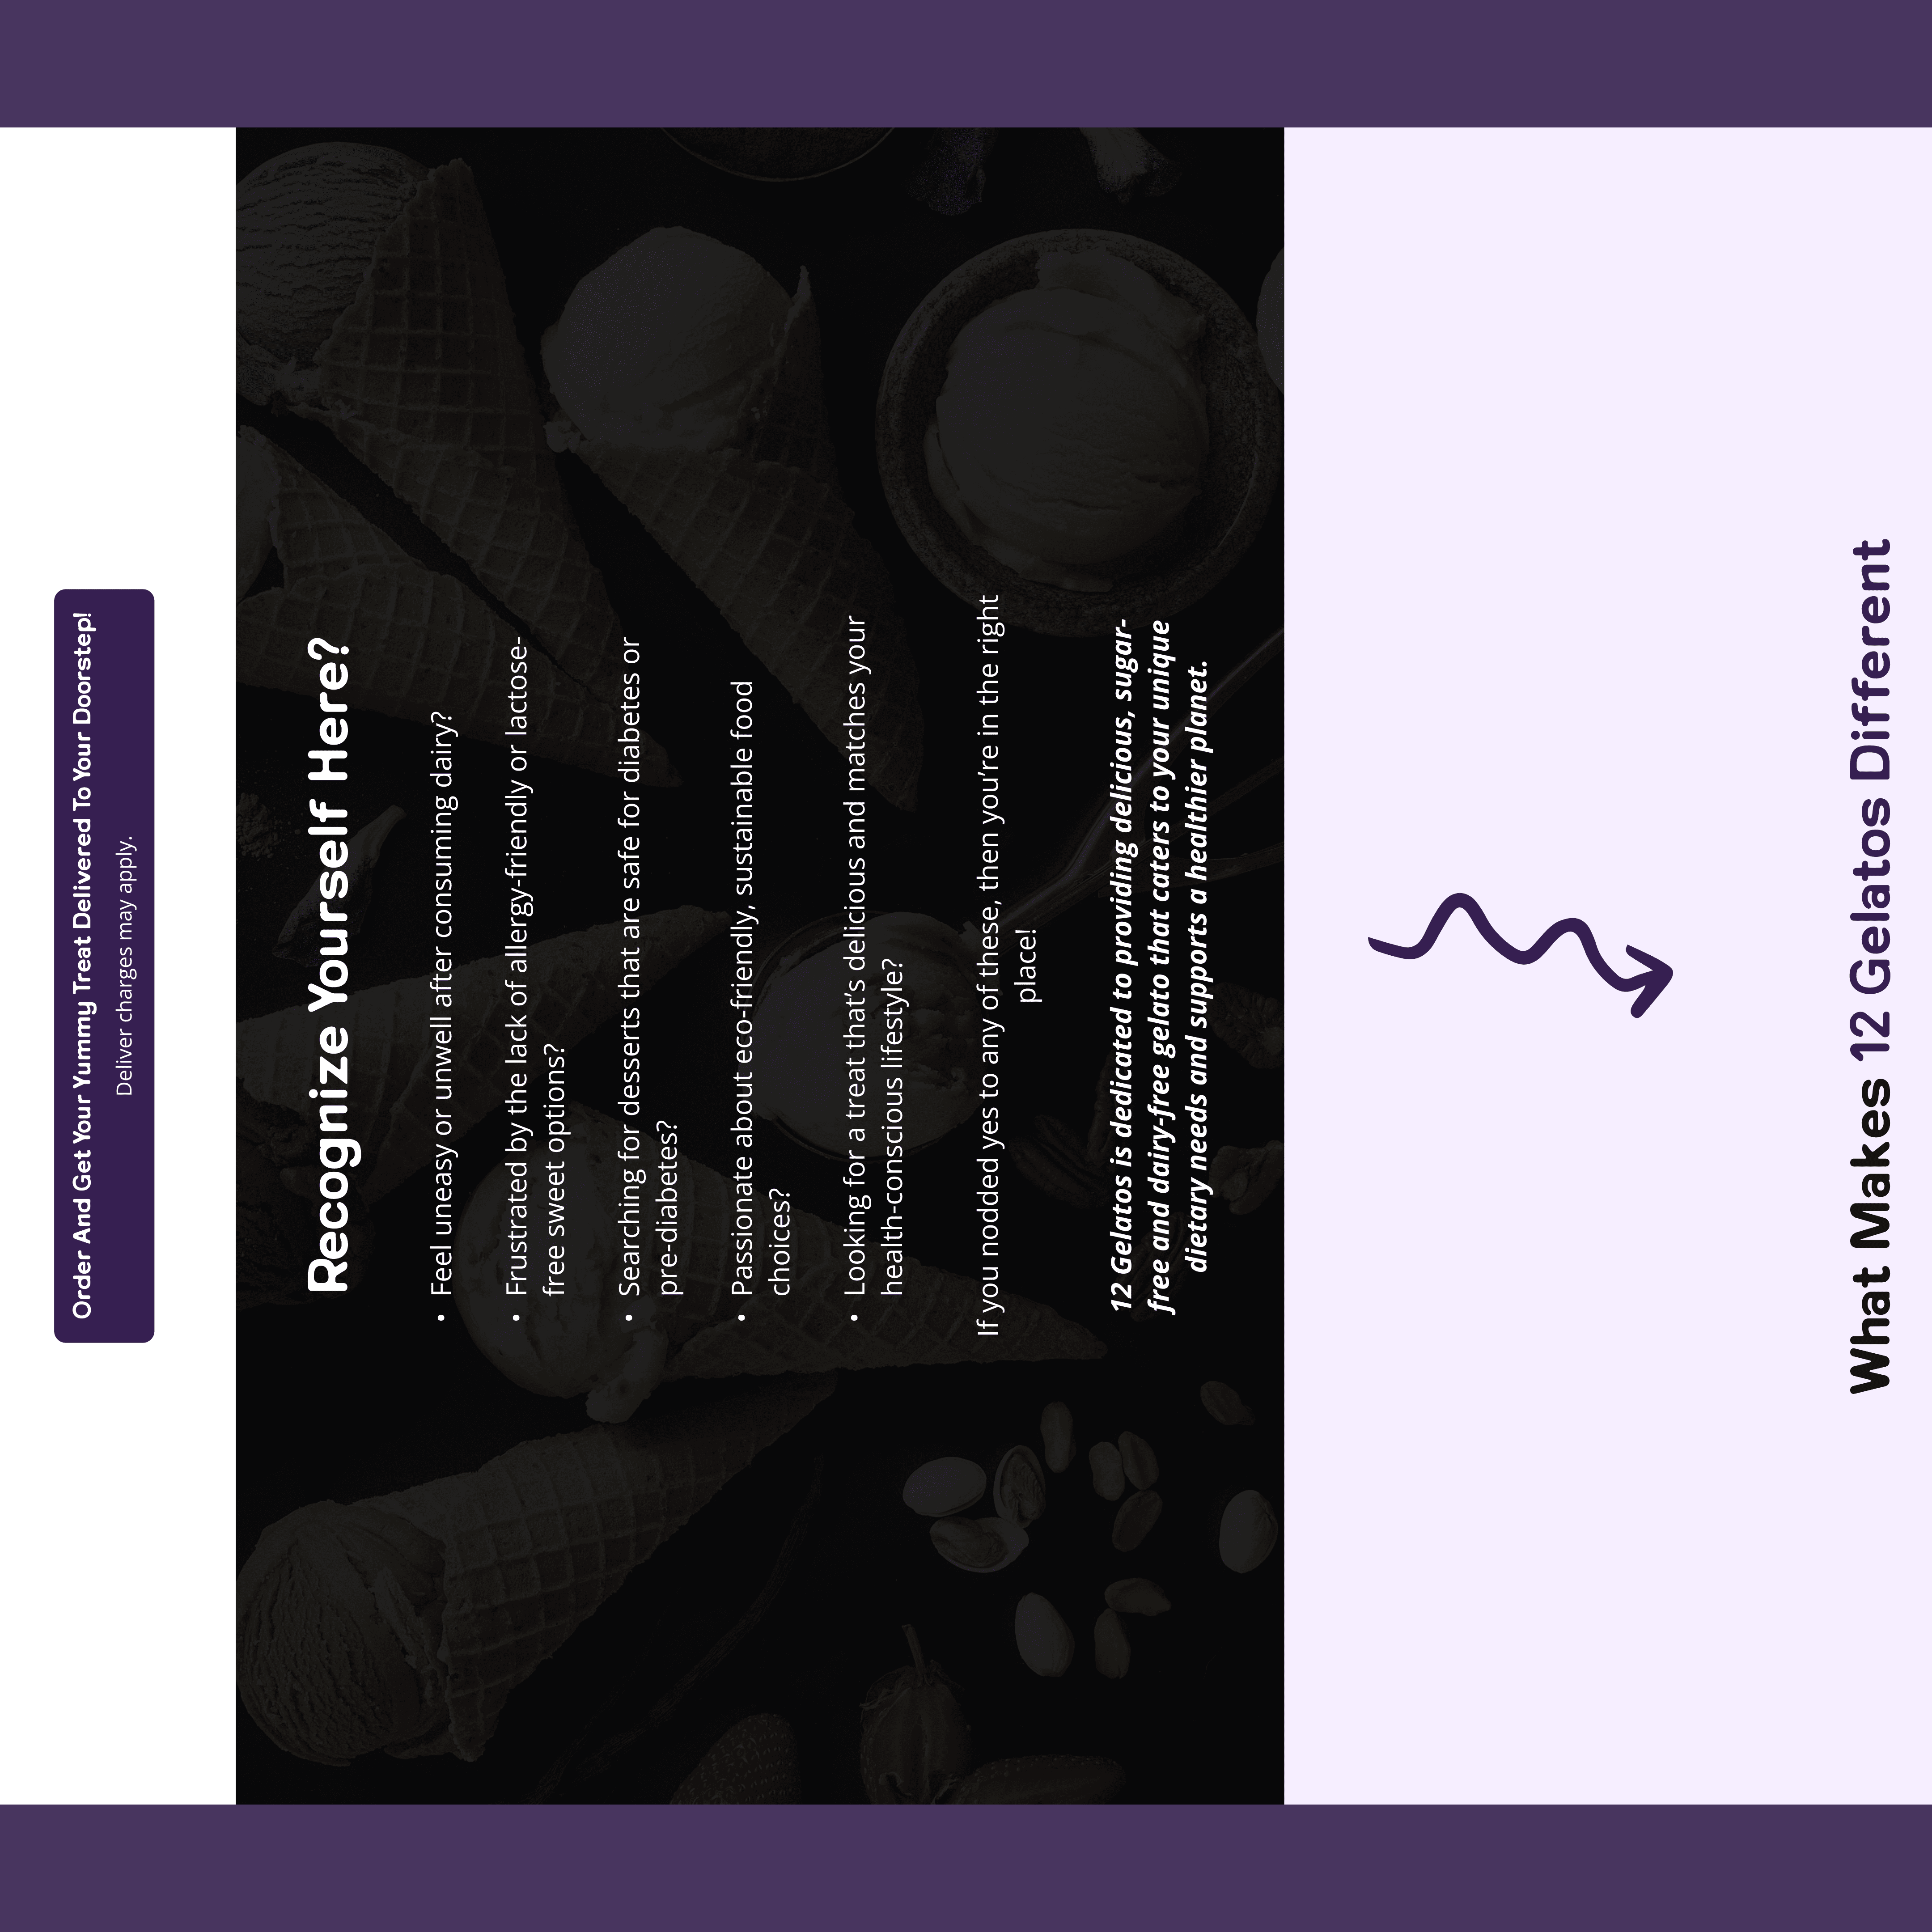 Order And Get Your Yummy Treat Delivered To Your Doorstep!
Deliver charges may apply.
Recognize Yourself Here?
• Feel uneasy or unwell after consuming dairy?
• Frustrated by the lack of allergy-friendly or lactose-
free sweet options?
• Searching for desserts that are safe for diabetes or
pre-diabetes?
• Passionate about eco-friendly, sustainable food
choices?
• Looking for a treat that's delicious and matches your
health-conscious lifestyle?
If you nodded yes to any of these, then you're in the right
place!
12 Gelatos is dedicated to providing delicious, sugar-
free and dairy-free gelato that caters to your unique
dietary needs and supports a healthier planet.
What Makes 12 Gelatos Different